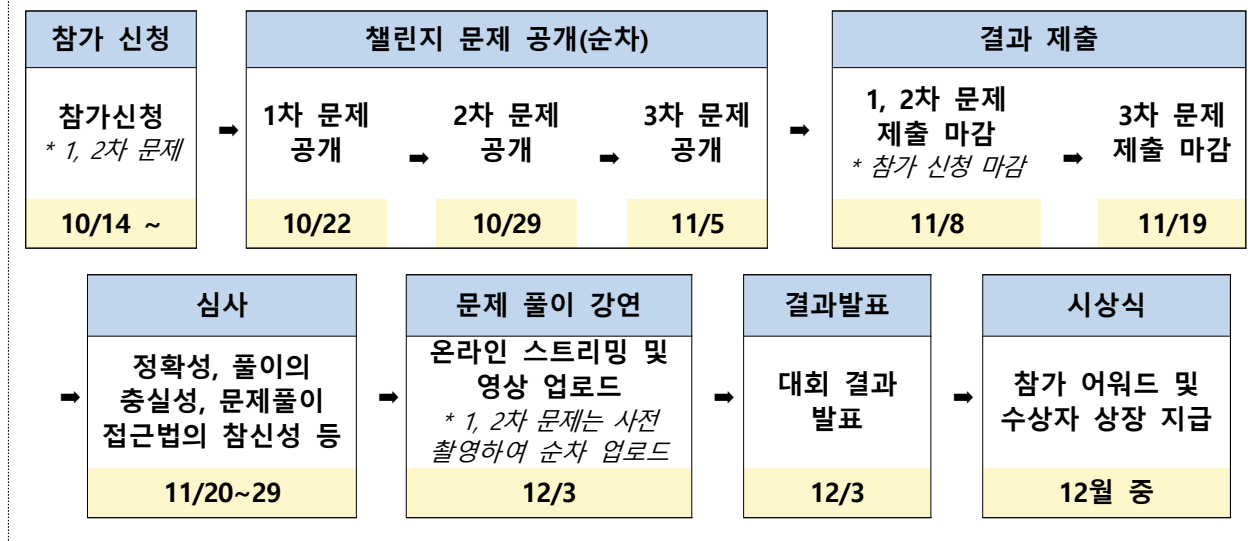 참가 신청
참가신청
* 1, 2차 문제
10/14 ~
➡
챌린지 문제 공개(순차)
1차 문제
공개
10/22
➡
2차 문제
공개
10/29
➡
3차 문제
공개
11/5
➡
결과 제출
1, 2차 문제
제출 마감
* 참가 신청 마감
11/8
➡
3차 문제
제출 마감
11/19
➡
심사
정확성, 풀이의
충실성, 문제풀이
접근법의 참신성 등
11/20~29
➡
문제 풀이 강연
온라인 스트리밍 및
영상 업로드
* 1, 2차 문제는 사전
촬영하여 순차 업로드
12/3
➡
결과발표
대회 결과
발표
12/3
➡
시상식
참가 어워드 및
수상자 상장 지급
12월 중